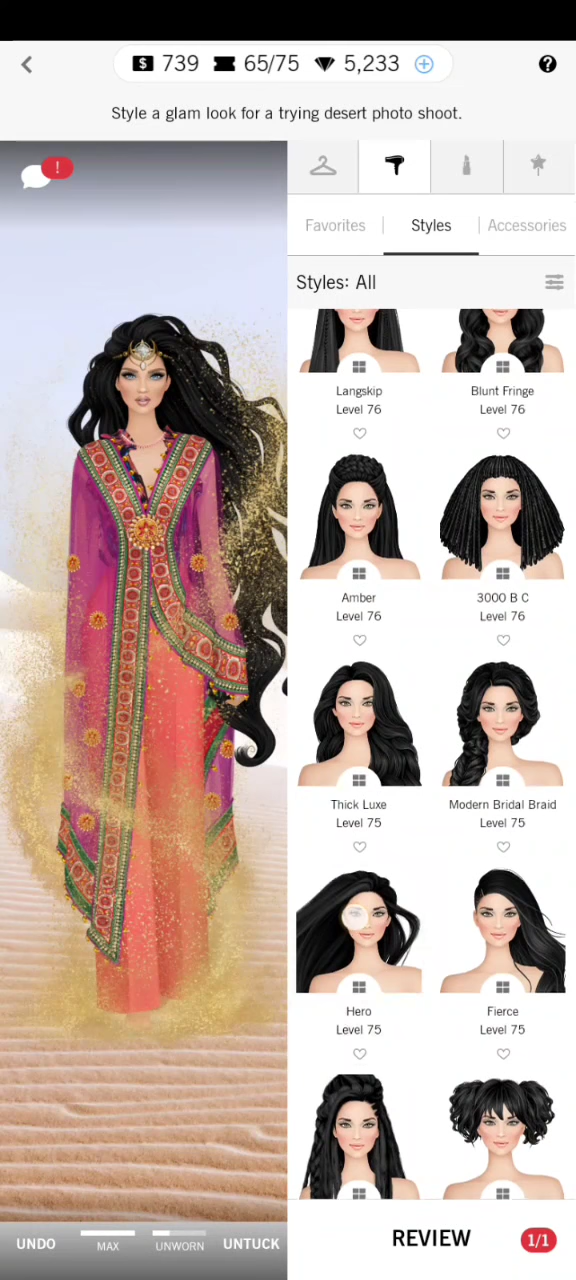 $ 739 65/75 5,233
?
Style a glam look for a trying desert photo shoot.
!
Favorites Styles Accessories
Styles: All
Langskip Blunt Fringe
Level 76 Level 76
Amber 3000 B C
Level 76 Level 76
Thick Luxe Modern Bridal Braid
Level 75 Level 75
Hero Fierce
Level 75 Level 75
UNDO MAX UNWORN UNTUCK
REVIEW 1/1